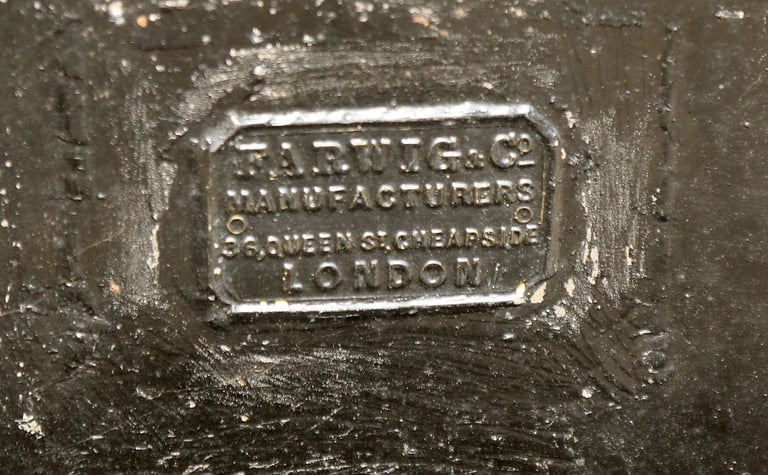 FARWIG & Co
MANUFACTURERS
36, QUEEN St, CHEAPSIDE
LONDON